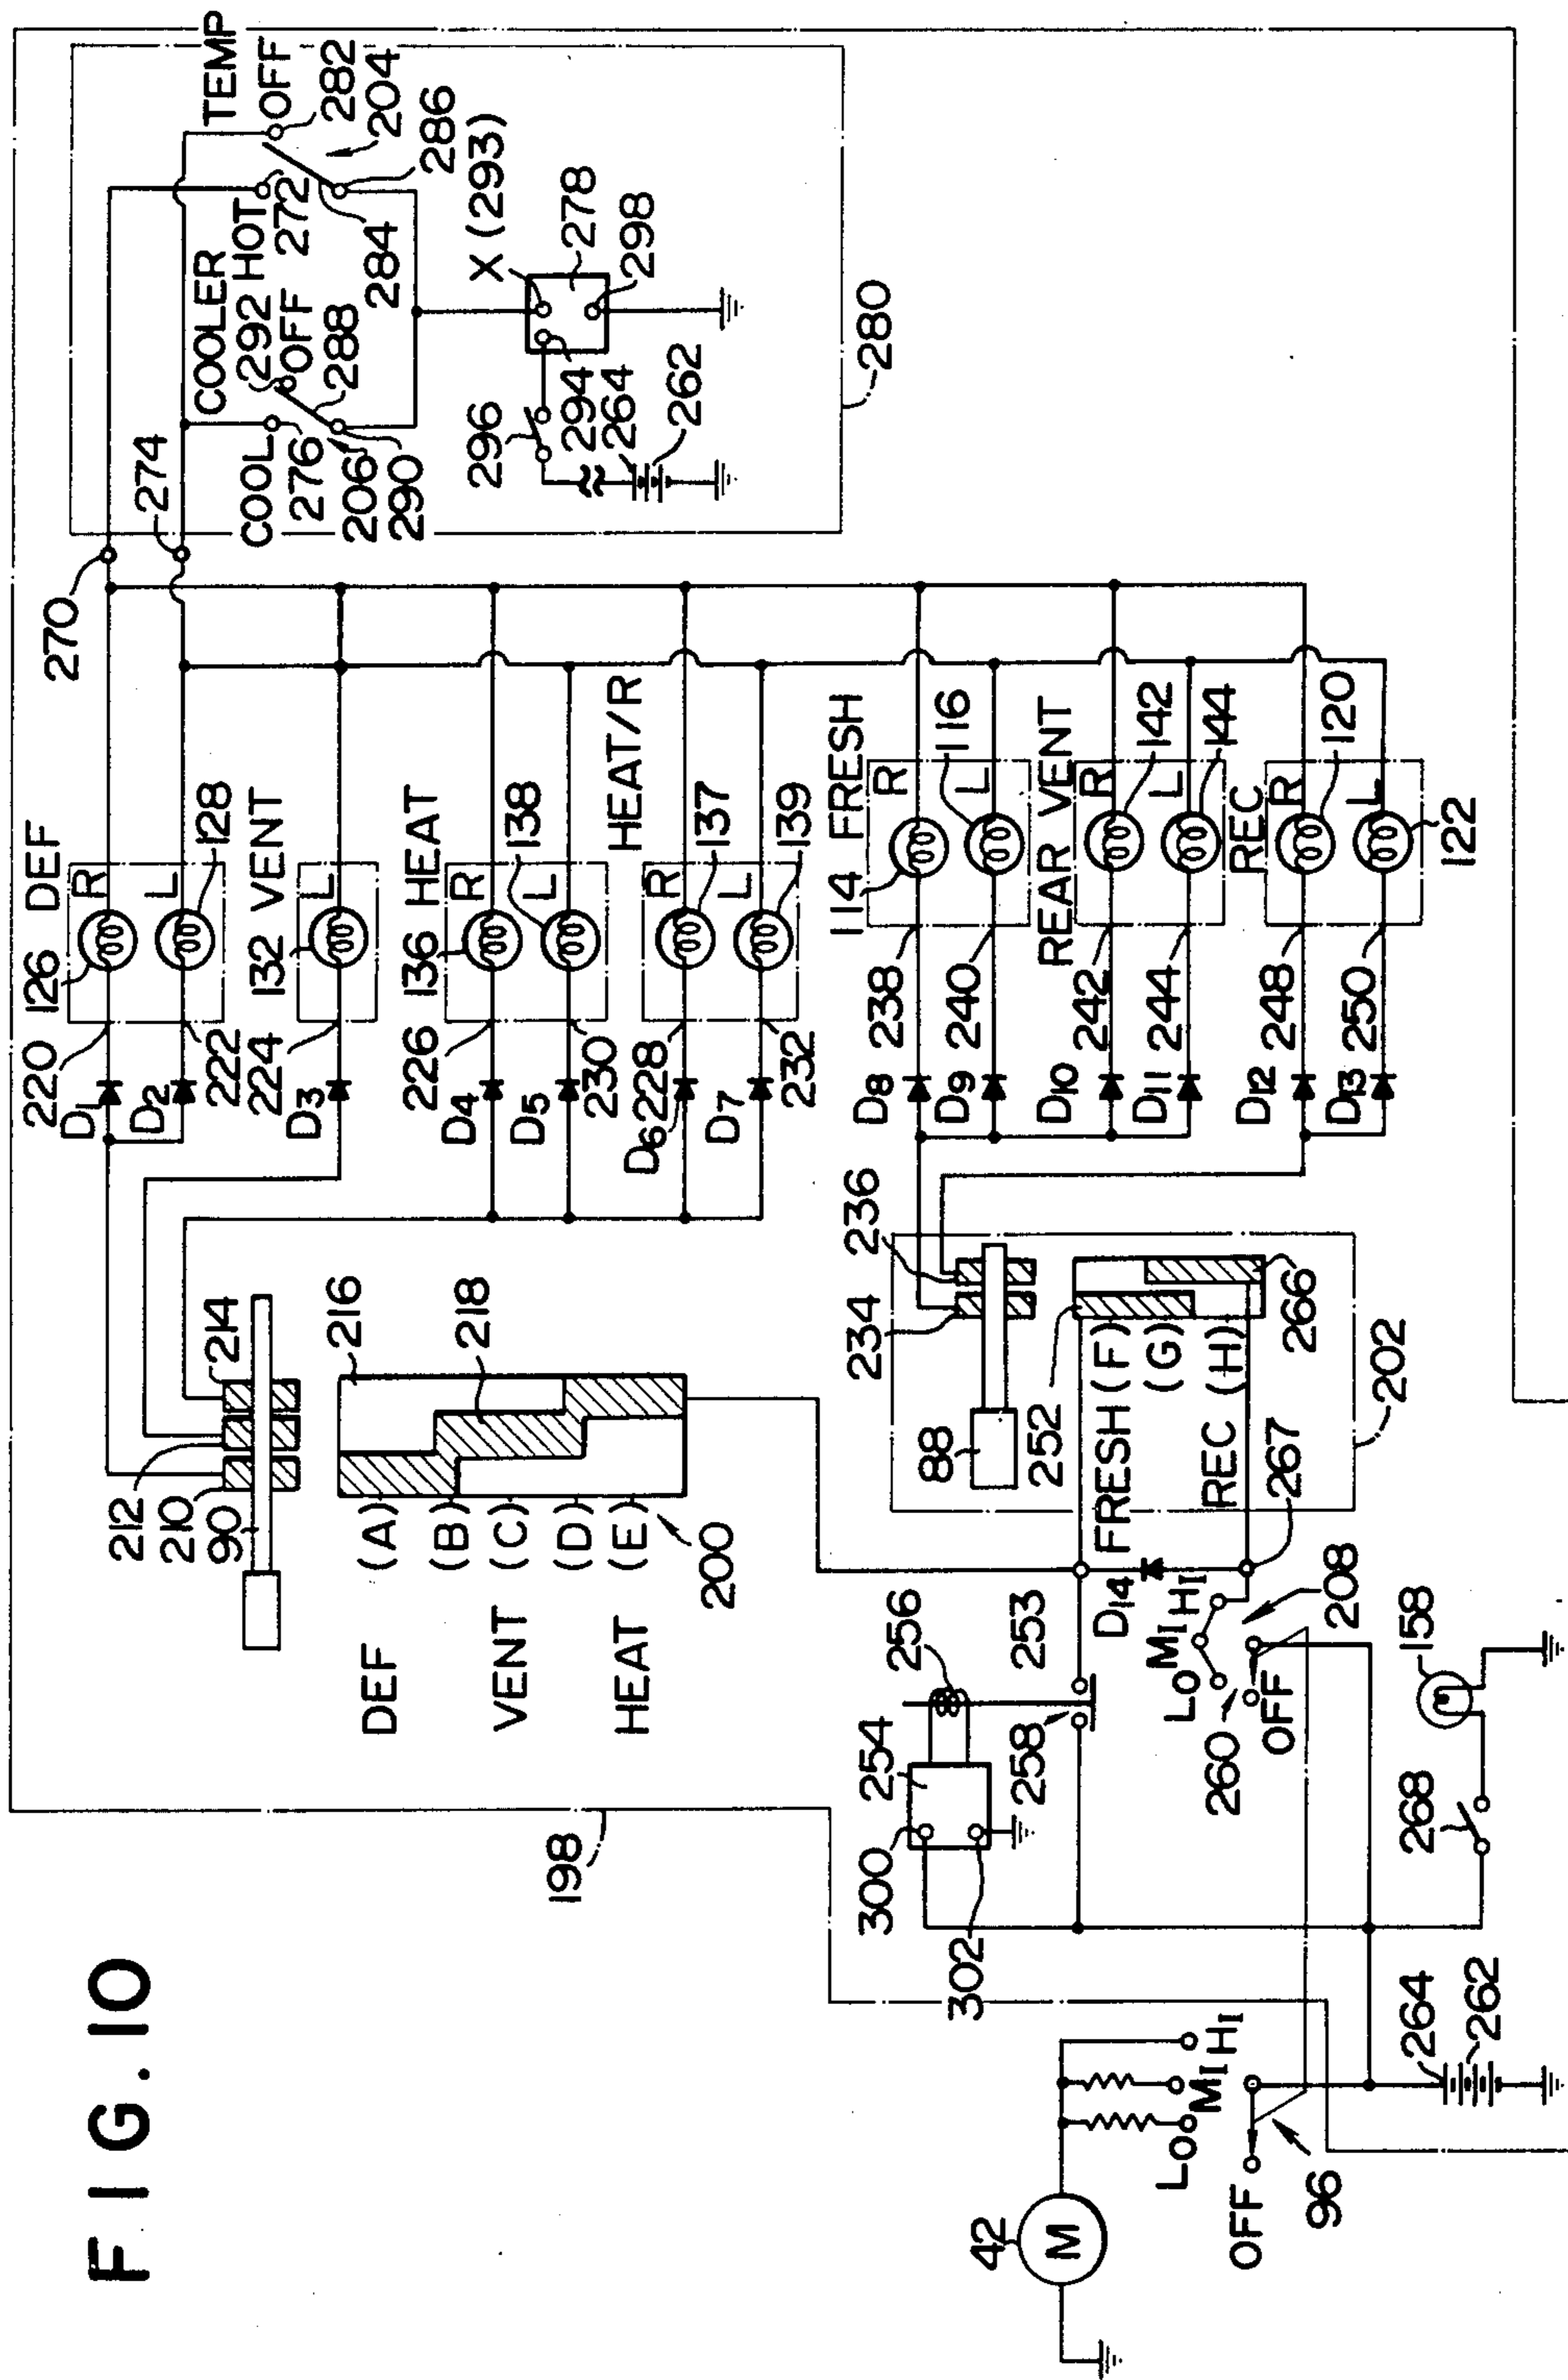 FIG. 10
TEMP
OFF
282
204
286
HOT
272
284
COOLER
292
OFF
288
COOL
276
206
290
X (293)
278
298
296
294
264
262
280
270
274
126 DEF
R
L
128
220
222
D1
D2
132 VENT
L
224
D3
136 HEAT
R
138
L
226
D4
D5
230
HEAT/R
R
137
L
139
D6
228
D7
232
114 FRESH
R
116
L
238
D8
D9
240
REAR VENT
R
142
L
144
D10
242
D11
244
REC
R
120
L
122
D12
248
D13
250
212
210
90
214
216
218
DEF
(A)
(B)
VENT
(C)
(D)
HEAT
(E)
200
234
236
88
252
FRESH (F)
(G)
REC (H)
266
267
202
198
254
256
300
302
258
253
D14
LO
MI
HI
OFF
260
208
158
268
42
M
LO
MI
HI
OFF
96
264
262